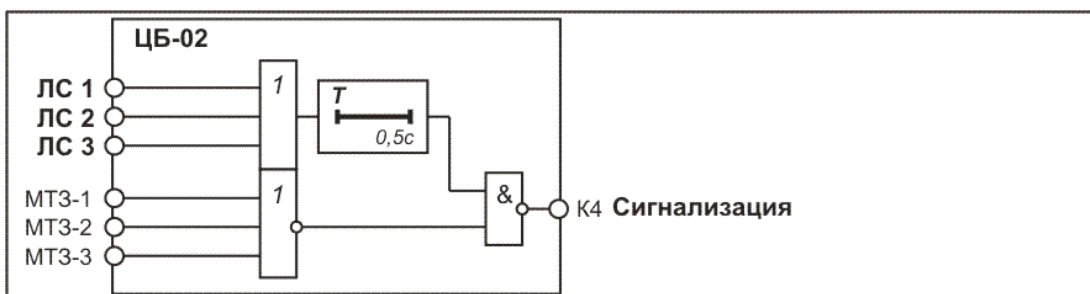 ЦБ-02
ЛС 1
ЛС 2
ЛС 3
1
T
0,5с
МТЗ-1
МТЗ-2
МТЗ-3
1
&
К4 Сигнализация